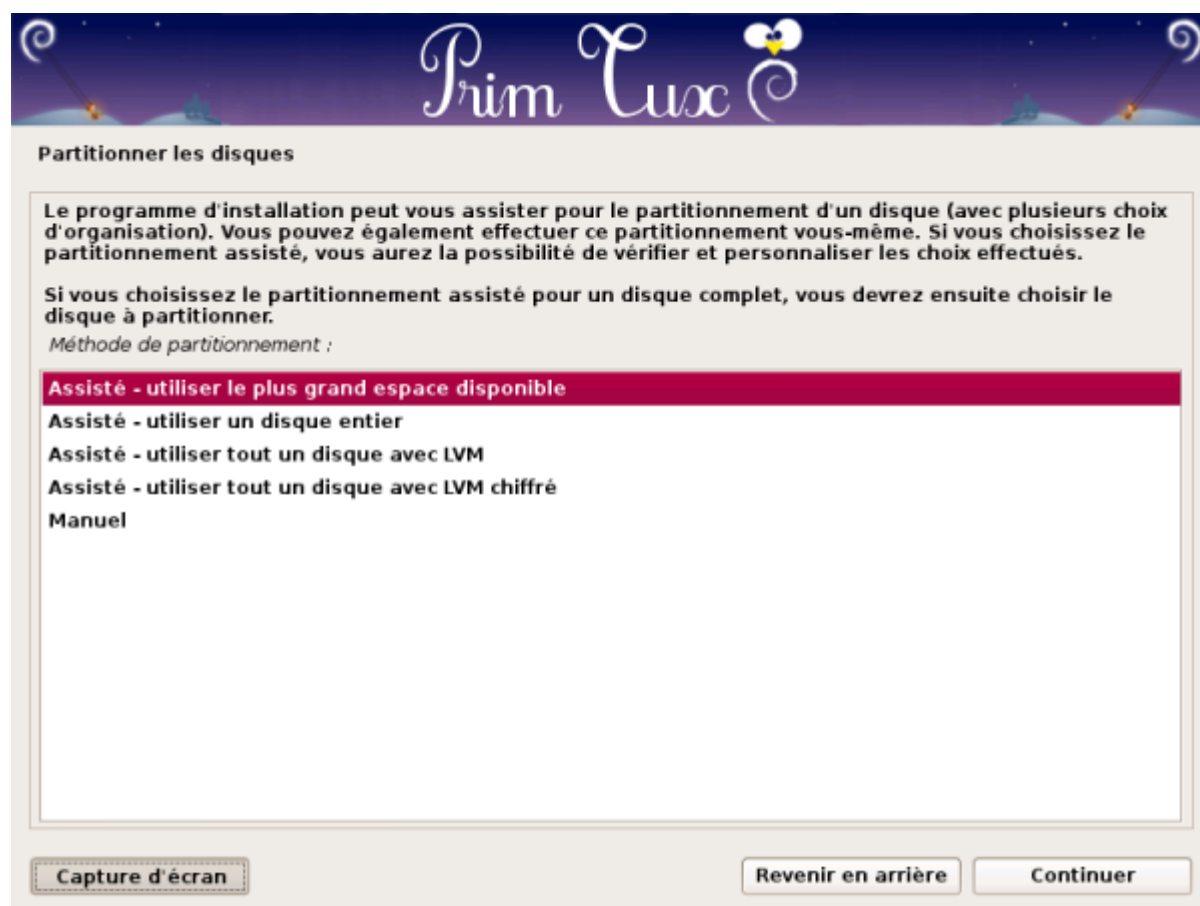 Prim Tux
Partitionner les disques
Le programme d'installation peut vous assister pour le partitionnement d'un disque (avec plusieurs choix
d'organisation). Vous pouvez également effectuer ce partitionnement vous-même. Si vous choisissez le
partitionnement assisté, vous aurez la possibilité de vérifier et personnaliser les choix effectués.
Si vous choisissez le partitionnement assisté pour un disque complet, vous devrez ensuite choisir le
disque à partitionner.
Méthode de partitionnement :
Assisté - utiliser le plus grand espace disponible
Assisté - utiliser un disque entier
Assisté - utiliser tout un disque avec LVM
Assisté - utiliser tout un disque avec LVM chiffré
Manuel
Capture d'écran
Revenir en arrière
Continuer